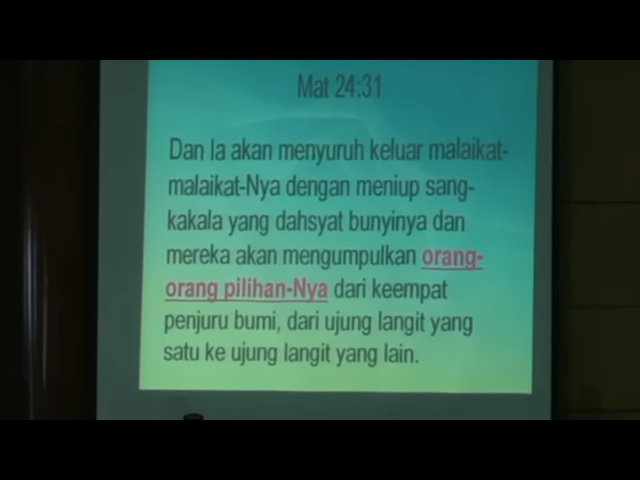 Mat 24:31
Dan Ia akan menyuruh keluar malaikat-
malaikat-Nya dengan meniup sang-
kakala yang dahsyat bunyinya dan
mereka akan mengumpulkan orang-
orang pilihan-Nya dari keempat
penjuru bumi, dari ujung langit yang
satu ke ujung langit yang lain.